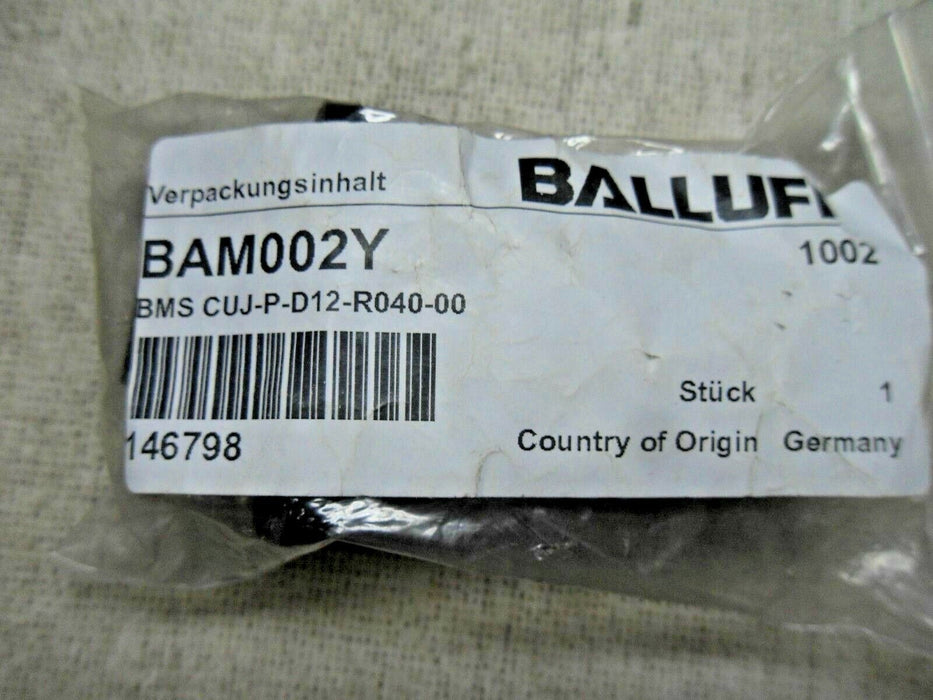 Verpackungsinhalt
BALLUFF
BAM002Y
1002
BMS CUJ-P-D12-R040-00
Stück 1
146798
Country of Origin Germany